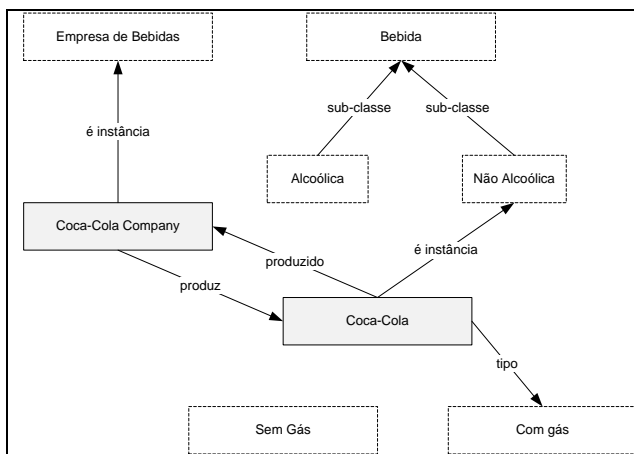 Empresa de Bebidas
Bebida
sub-classe
sub-classe
é instância
Alcoólica
Não Alcoólica
Coca-Cola Company
é instância
produzido
produz
Coca-Cola
tipo
Sem Gás
Com gás